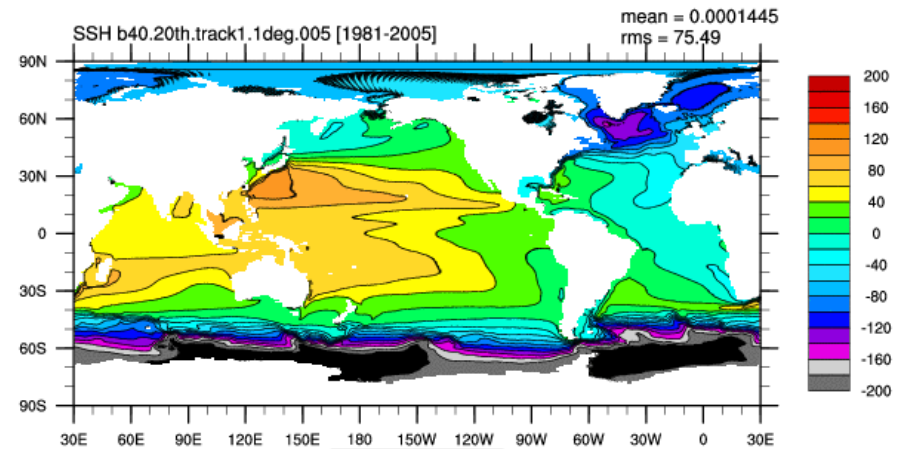 mean = 0.0001445
SSH b40.20th.track1.1deg.005 [1981-2005]
rms = 75.49
90N
60N
30N
0
30S
60S
90S
30E 60E 90E 120E 150E 180 150W 120W 90W 60W 30W 0 30E
200
160
120
80
40
0
-40
-80
-120
-160
-200